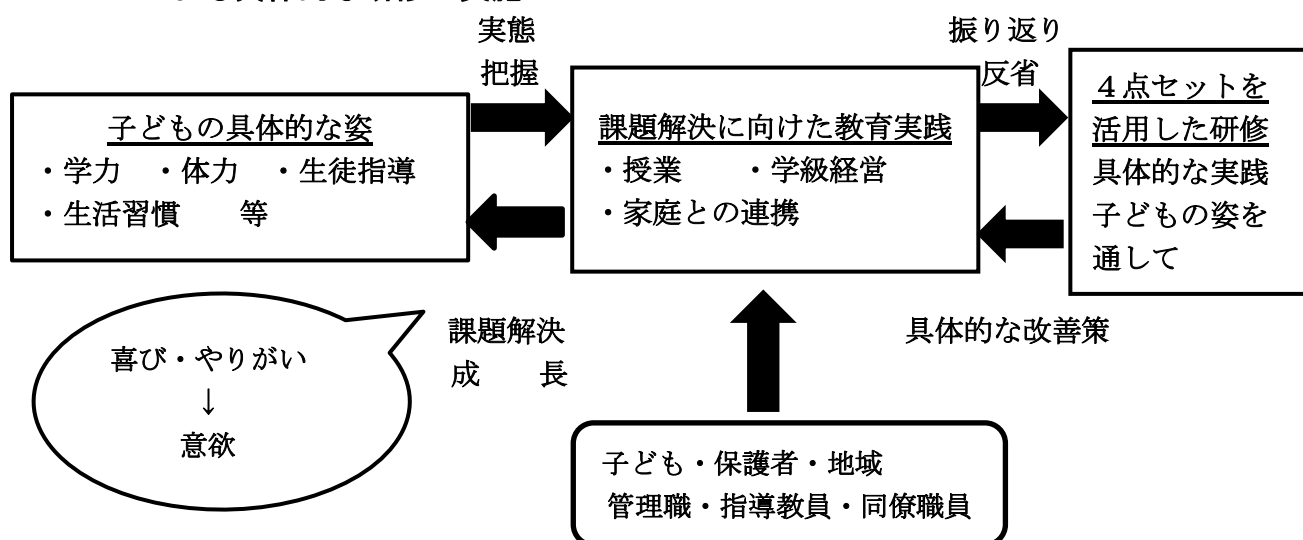 実態
把握
振り返り
反省
子どもの具体的な姿
・学力　・体力　・生徒指導
・生活習慣　　等
課題解決に向けた教育実践
・授業　　・学級経営
・家庭との連携
４点セットを
活用した研修
具体的な実践
子どもの姿を
通して
喜び・やりがい
↓
意欲
課題解決
成　　長
具体的な改善策
子ども・保護者・地域
管理職・指導教員・同僚職員